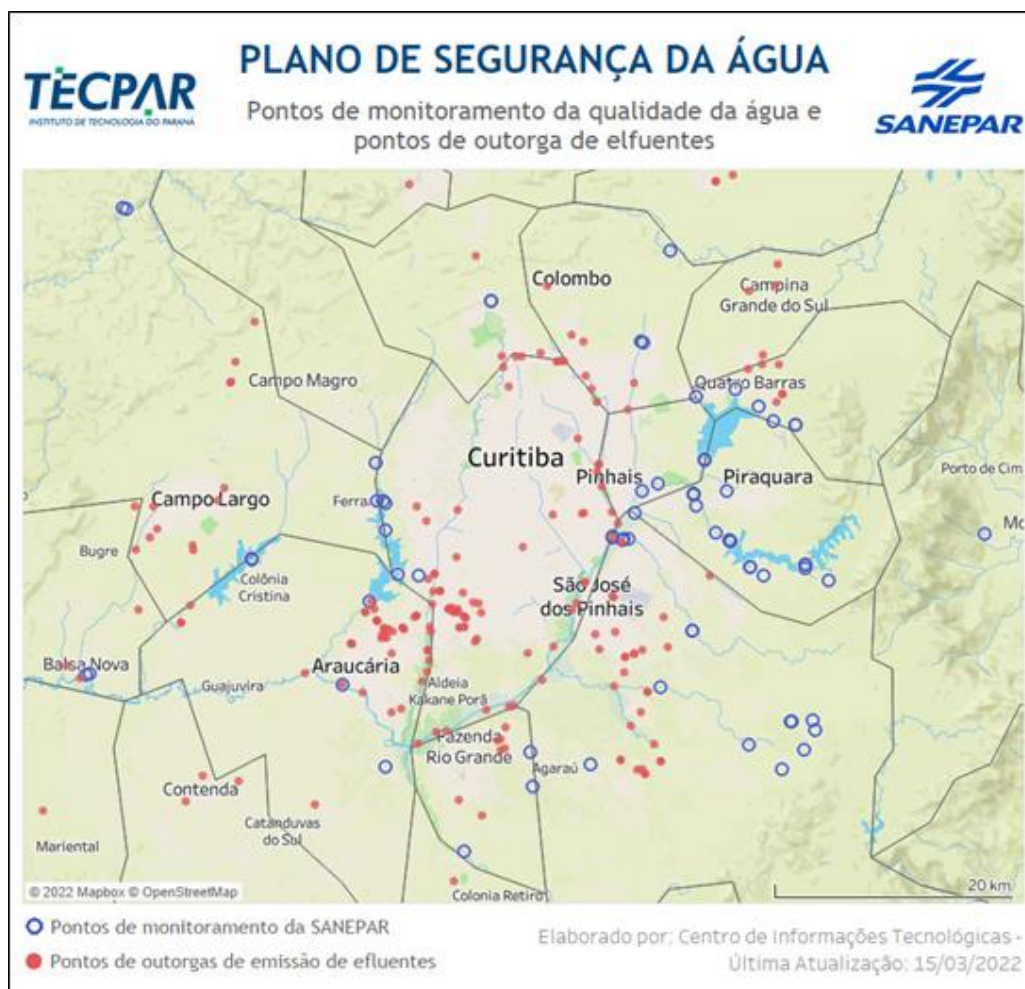 TECPAR
INSTITUTO DE TECNOLOGIA DO PARANÁ
PLANO DE SEGURANÇA DA ÁGUA
Pontos de monitoramento da qualidade da água e
pontos de outorga de elfuentes
SANEPAR
Colombo
Campina
Grande do Sul
Campo Magro
Quatro Barras
Curitiba
Pinhais
Piraquara
Porto de Cim
Campo Largo
Ferra
Mo
Bugre
Colônia
Cristina
São José
dos Pinhais
Balsa Nova
Araucária
Guajuvira
Aldeia
Kakane Porã
Fazenda
Rio Grande
Agaraú
Contenda
Catanduvas
do Sul
Mariental
© 2022 Mapbox © OpenStreetMap
Colonia Retiro
20 km
Pontos de monitoramento da SANEPAR
Pontos de outorgas de emissão de efluentes
Elaborado por: Centro de Informações Tecnológicas -
Última Atualização: 15/03/2022